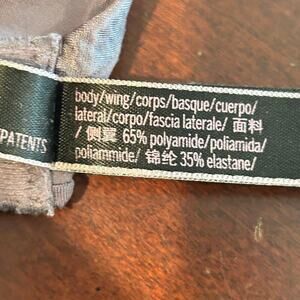 body/wing/corps/basque/cuerpo/
lateral/corpo/fascia laterale/ 面料
/ 侧翼 65% polyamide/poliamida/
poliammide/ 锦纶 35% elastane/
PATENTS